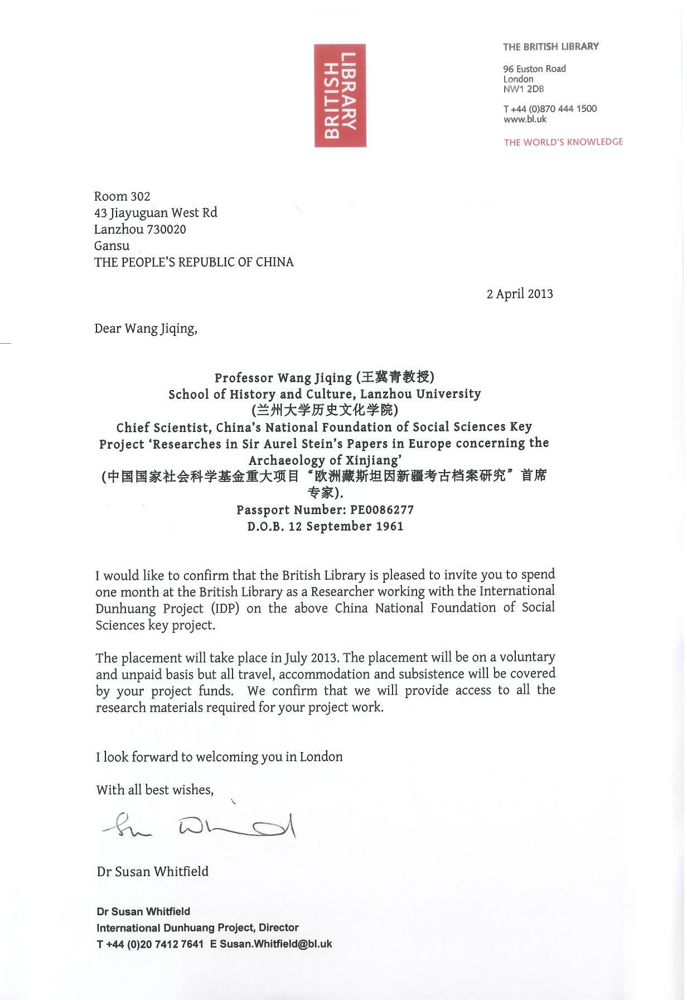 BRITISH
LIBRARY
THE BRITISH LIBRARY
96 Euston Road
London
NW1 2DB
T +44 (0)870 444 1500
www.bl.uk
THE WORLD'S KNOWLEDGE
Room 302
43 Jiayuguan West Rd
Lanzhou 730020
Gansu
THE PEOPLE'S REPUBLIC OF CHINA
2 April 2013
Dear Wang Jiqing,
Professor Wang Jiqing (王冀青教授)
School of History and Culture, Lanzhou University
(兰州大学历史文化学院)
Chief Scientist, China's National Foundation of Social Sciences Key
Project 'Researches in Sir Aurel Stein's Papers in Europe concerning the
Archaeology of Xinjiang'
(中国国家社会科学基金重大项目“欧洲藏斯坦因新疆考古档案研究”首席
专家).
Passport Number: PE0086277
D.O.B. 12 September 1961
I would like to confirm that the British Library is pleased to invite you to spend
one month at the British Library as a Researcher working with the International
Dunhuang Project (IDP) on the above China National Foundation of Social
Sciences key project.
The placement will take place in July 2013. The placement will be on a voluntary
and unpaid basis but all travel, accommodation and subsistence will be covered
by your project funds. We confirm that we will provide access to all the
research materials required for your project work.
I look forward to welcoming you in London
With all best wishes,
Dr Susan Whitfield
Dr Susan Whitfield
International Dunhuang Project, Director
T +44 (0)20 7412 7641 E Susan.Whitfield@bl.uk